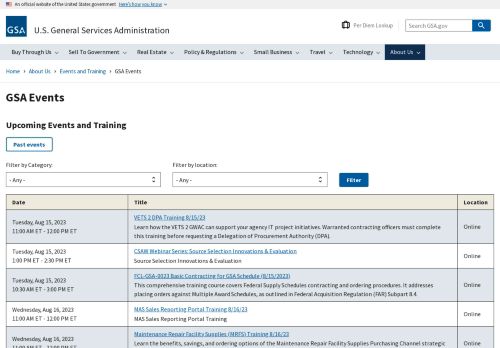 An official website of the United States government Here's how you know
GSA
U.S. General Services Administration
Per Diem Lookup
Search GSA.gov
Buy Through Us Sell To Government Real Estate Policy & Regulations Small Business Travel Technology About Us
Home › About Us › Events and Training › GSA Events
GSA Events
Upcoming Events and Training
Past events
Filter by Category: Filter by location:
- Any - - Any - Filter
Date Title Location
VETS 2 DPA Training 8/15/23
Tuesday, Aug 15, 2023
11:00 AM ET - 12:00 PM ET
Learn how the VETS 2 GWAC can support your agency IT project initiatives. Warranted contracting officers must complete
this training before requesting a Delegation of Procurement Authority (DPA).
Online
Tuesday, Aug 15, 2023
1:00 PM ET - 2:30 PM ET
CSAW Webinar Series: Source Selection Innovations & Evaluation
Source Selection Innovations & Evaluation
Online
Tuesday, Aug 15, 2023
10:30 AM ET - 3:00 PM ET
FCL-GSA-0023 Basic Contracting for GSA Schedule (8/15/2023)
This comprehensive training course covers Federal Supply Schedules contracting and ordering procedures. It addresses
placing orders against Multiple Award Schedules, as outlined in Federal Acquisition Regulation (FAR) Subpart 8.4.
Online
Wednesday, Aug 16, 2023
11:00 AM ET - 12:00 PM ET
MAS Sales Reporting Portal Training 8/16/23
MAS Sales Reporting Portal Training
Online
Wednesday, Aug 16, 2023
11:00 AM ET - 12:00 PM ET
Maintenance Repair Facility Supplies (MRFS) Training 8/16/23
Learn the benefits, savings, and ordering options of the Maintenance Repair Facility Supplies Purchasing Channel strategic
Online